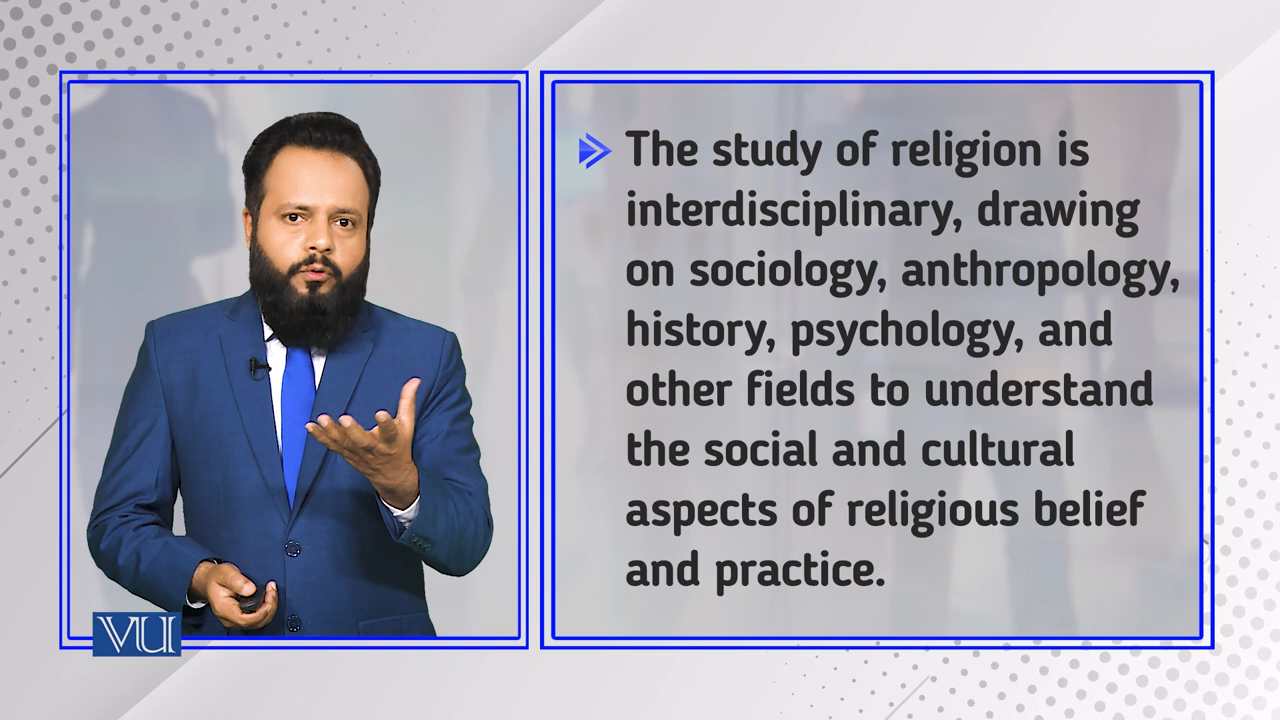 The study of religion is
interdisciplinary, drawing
on sociology, anthropology,
history, psychology, and
other fields to understand
the social and cultural
aspects of religious belief
and practice.
VU